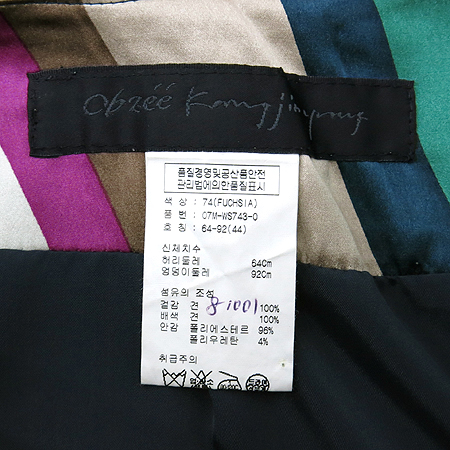 obzéé Kangjinyoung
품질경영및공산품안전
관리법에의한품질표시
색 상 : 74(FUCHSIA)
품 번 : 07M-WS743-0
호 칭 : 64-92(44)
신체치수
허리둘레 64Cm
엉덩이둘레 92Cm
섬유의 조성
겉감 견 100%
배색 견 100%
안감 폴리에스테르 96%
폴리우레탄 4%
취급주의